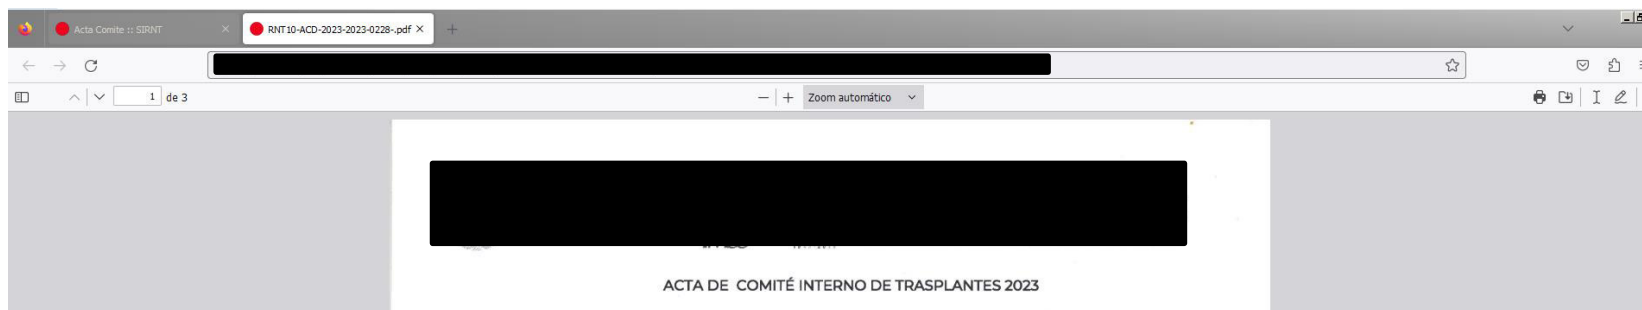 Acta Comite :: SIRNT
RNT10-ACD-2023-2023-0228-.pdf
1 de 3
Zoom automático
ACTA DE COMITÉ INTERNO DE TRASPLANTES 2023